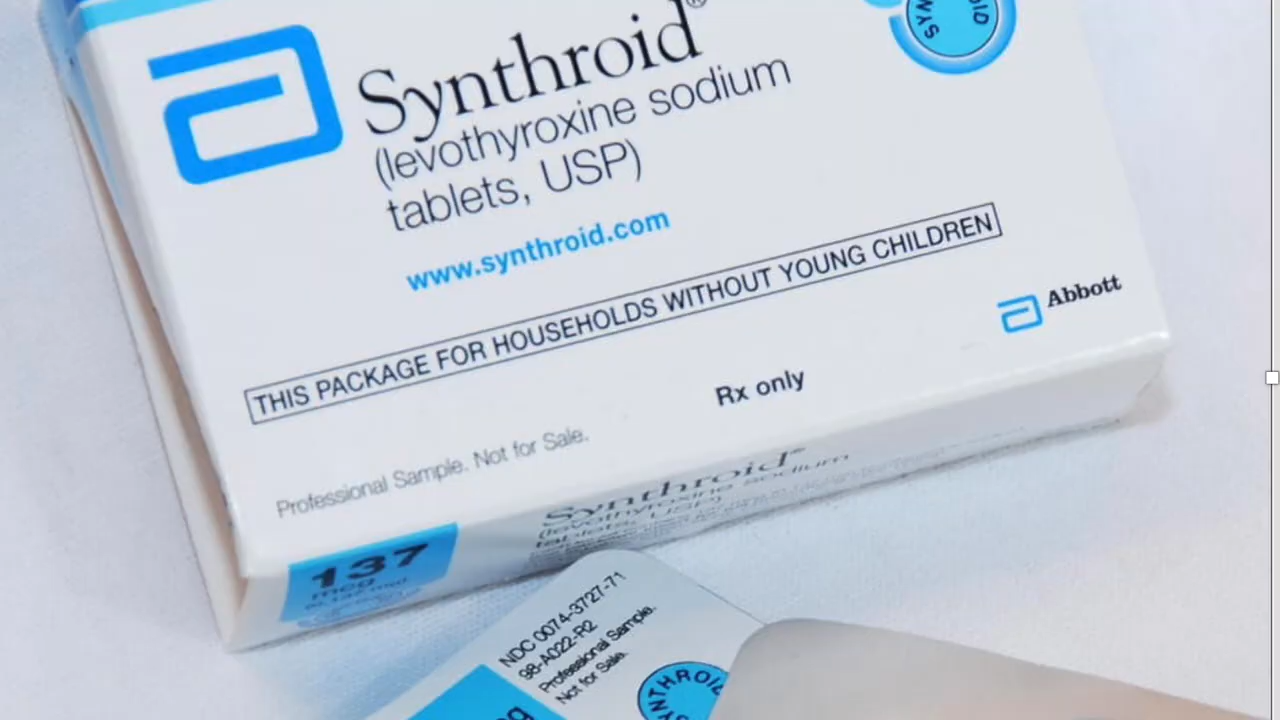 Synthroid®
(levothyroxine sodium
tablets, USP)
www.synthroid.com
THIS PACKAGE FOR HOUSEHOLDS WITHOUT YOUNG CHILDREN
Abbott
Rx only
Professional Sample. Not for Sale.
Synthroid®
(levothyroxine sodium
tablets, USP)
137
mcg
NDC 0074-3727-71
98-A022-R2
Professional Sample.
Not for Sale.
SYNTHROID